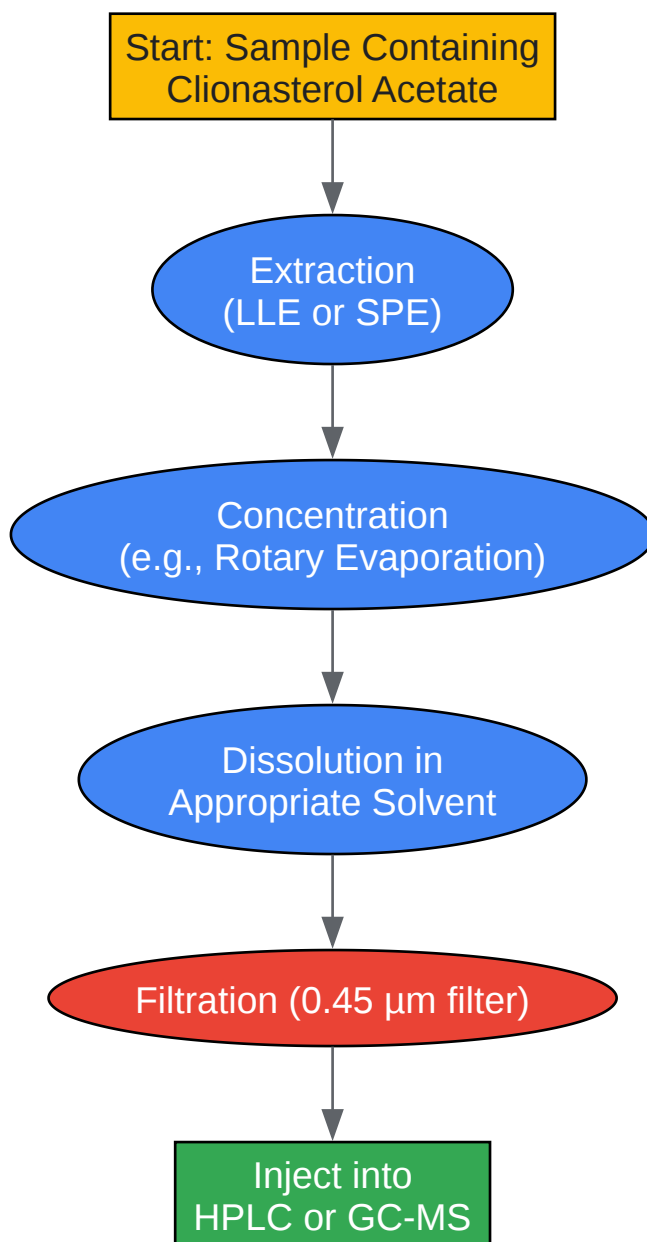 Start: Sample Containing
Clionasterol Acetate
Extraction
(LLE or SPE)
Concentration
(e.g., Rotary Evaporation)
Dissolution in
Appropriate Solvent
Filtration (0.45 µm filter)
Inject into
HPLC or GC-MS